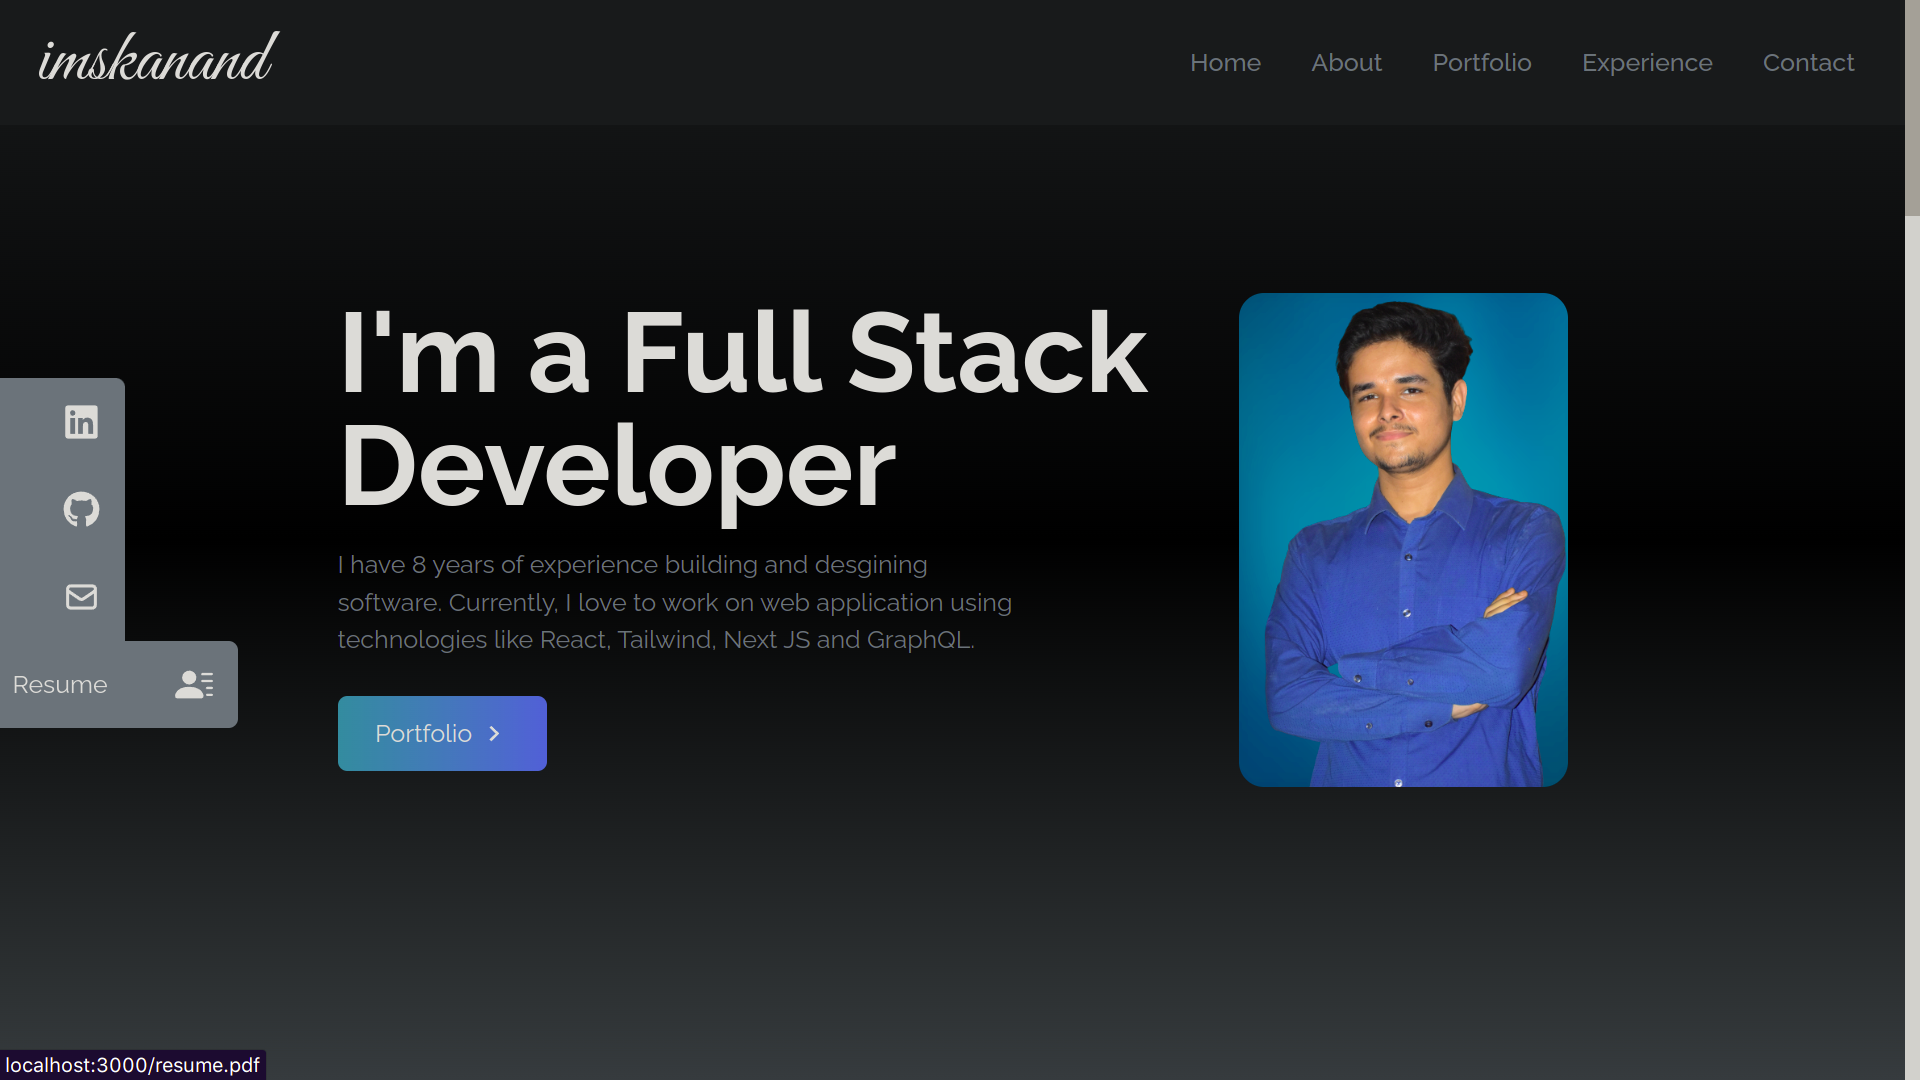 imskanand
Home About Portfolio Experience Contact
I'm a Full Stack
Developer
I have 8 years of experience building and desgining
software. Currently, I love to work on web application using
technologies like React, Tailwind, Next JS and GraphQL.
Resume
Portfolio
localhost:3000/resume.pdf